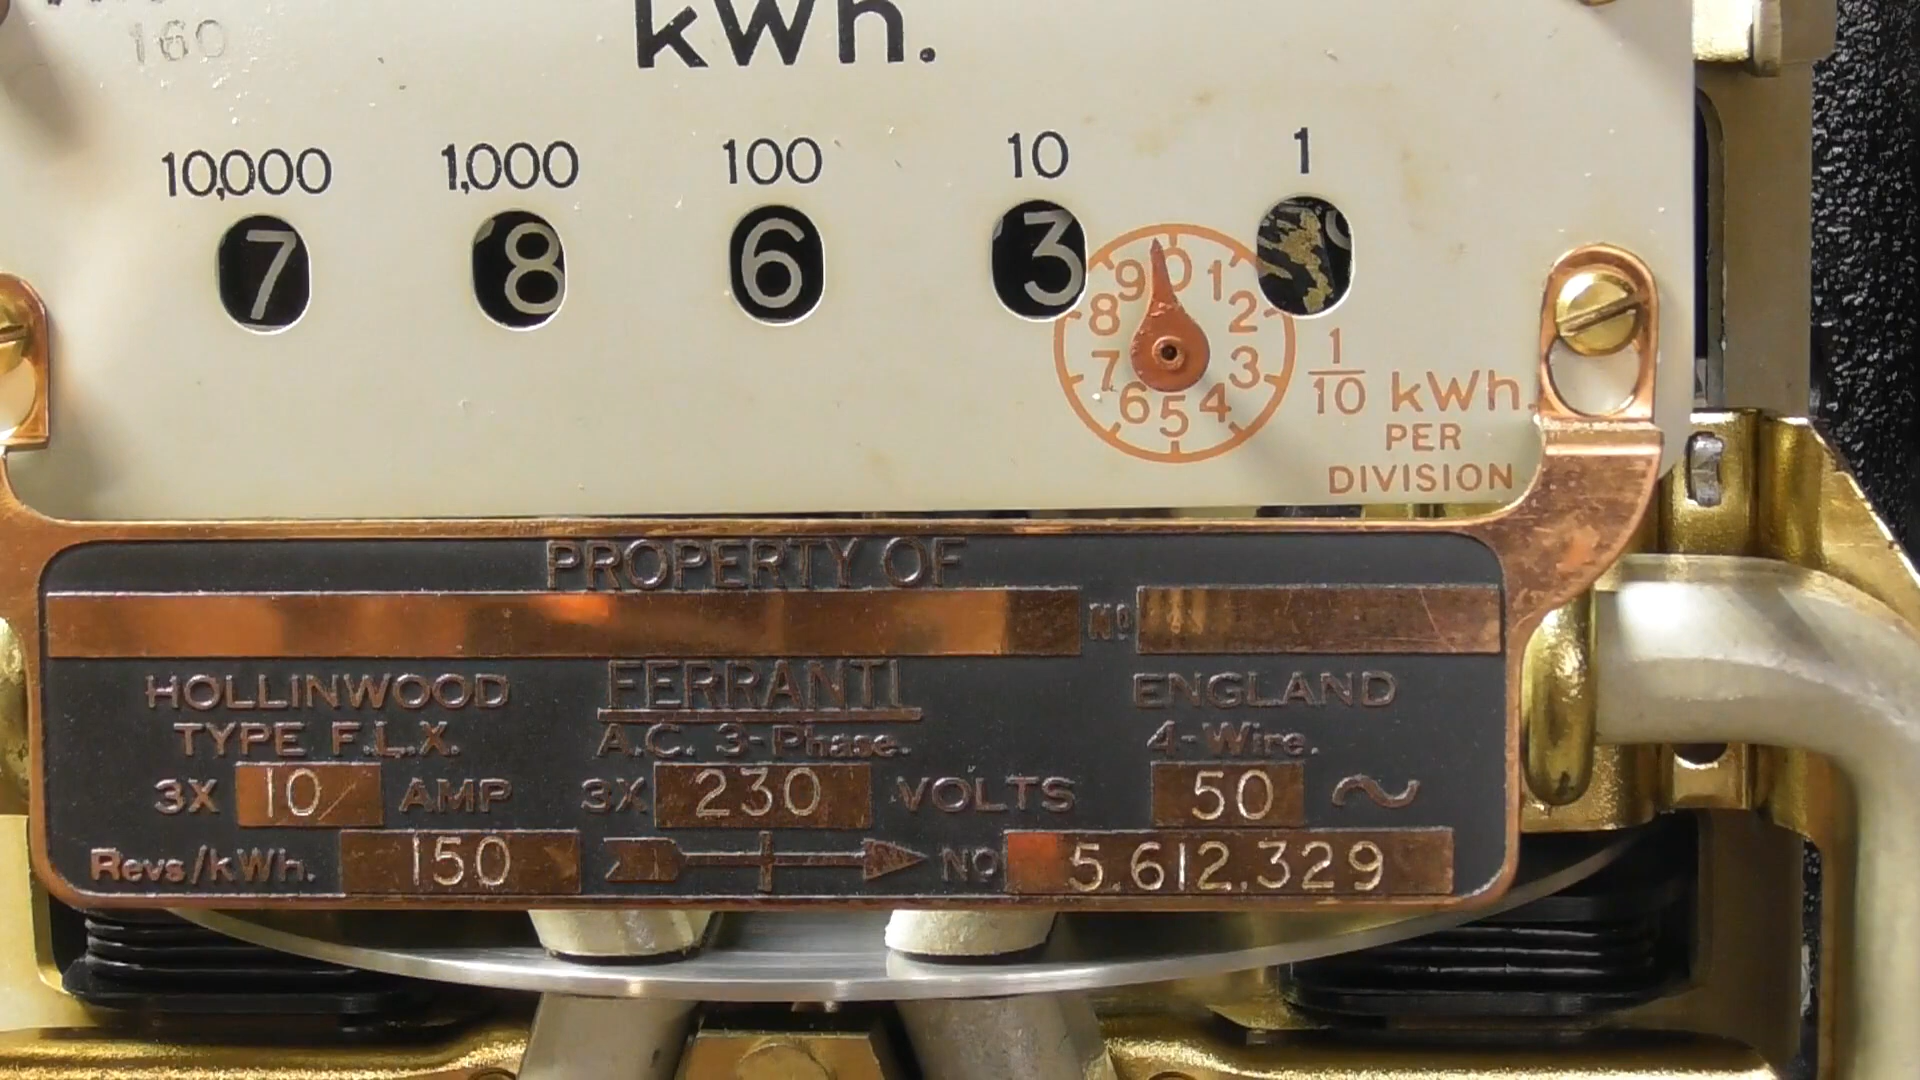 160
kWh.
10,000 1,000 100 10 1
7 8 6 3
0 1 2 3 4 5 6 7 8 9
1/10 kWh.
PER
DIVISION
PROPERTY OF
No
HOLLINWOOD FERRANTI ENGLAND
TYPE F.L.X. A.C. 3-Phase. 4-Wire.
3X 10/ AMP 3X 230 VOLTS 50 ~
Revs/kWh. 150 NO 5.612.329